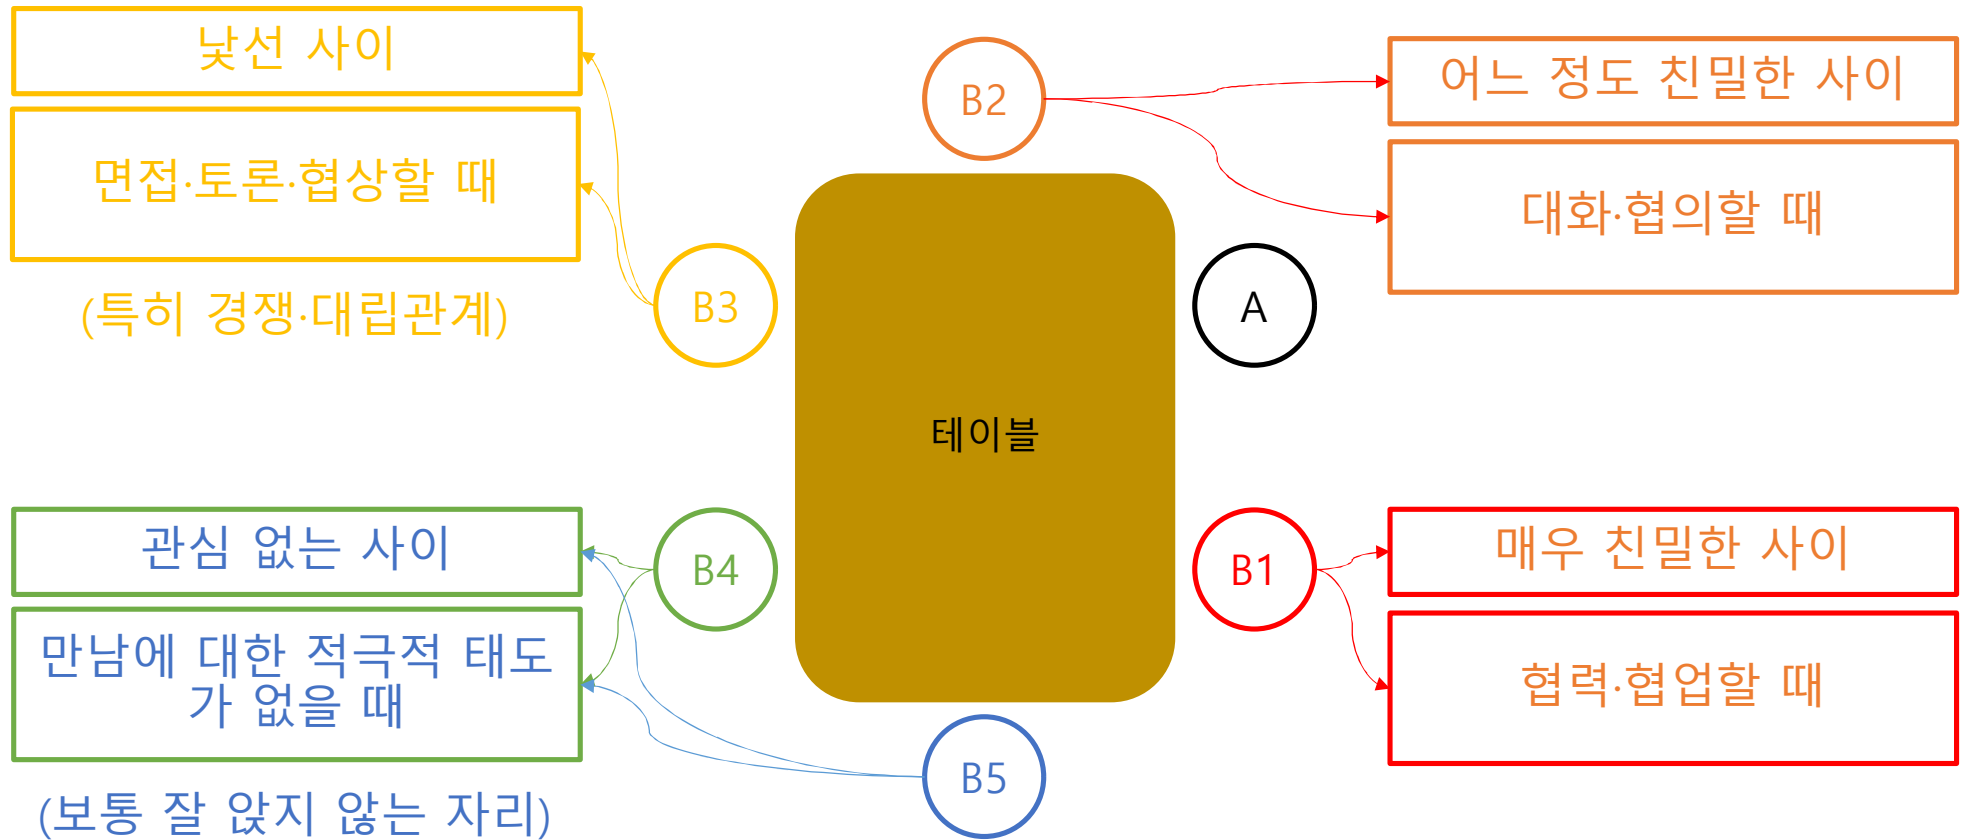 낯선 사이
면접·토론·협상할 때
(특히 경쟁·대립관계)
B2
어느 정도 친밀한 사이
대화·협의할 때
B3
A
테이블
관심 없는 사이
만남에 대한 적극적 태도
가 없을 때
(보통 잘 앉지 않는 자리)
B4
B1
매우 친밀한 사이
협력·협업할 때
B5